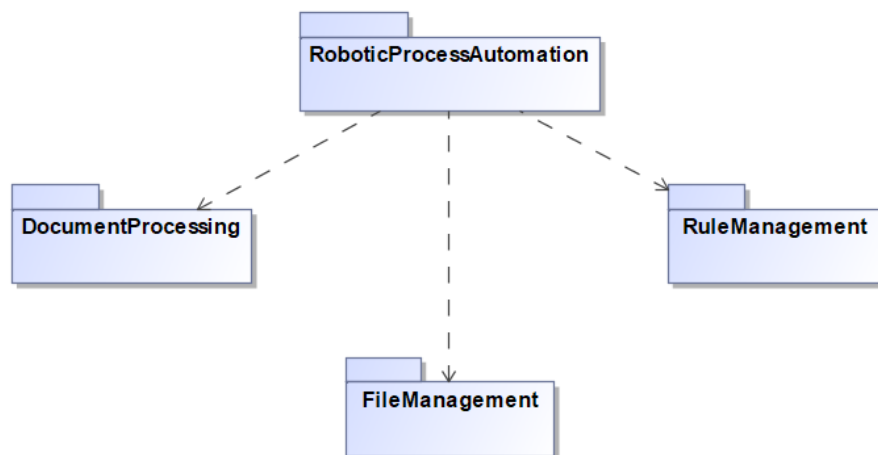 RoboticProcessAutomation
DocumentProcessing
RuleManagement
FileManagement